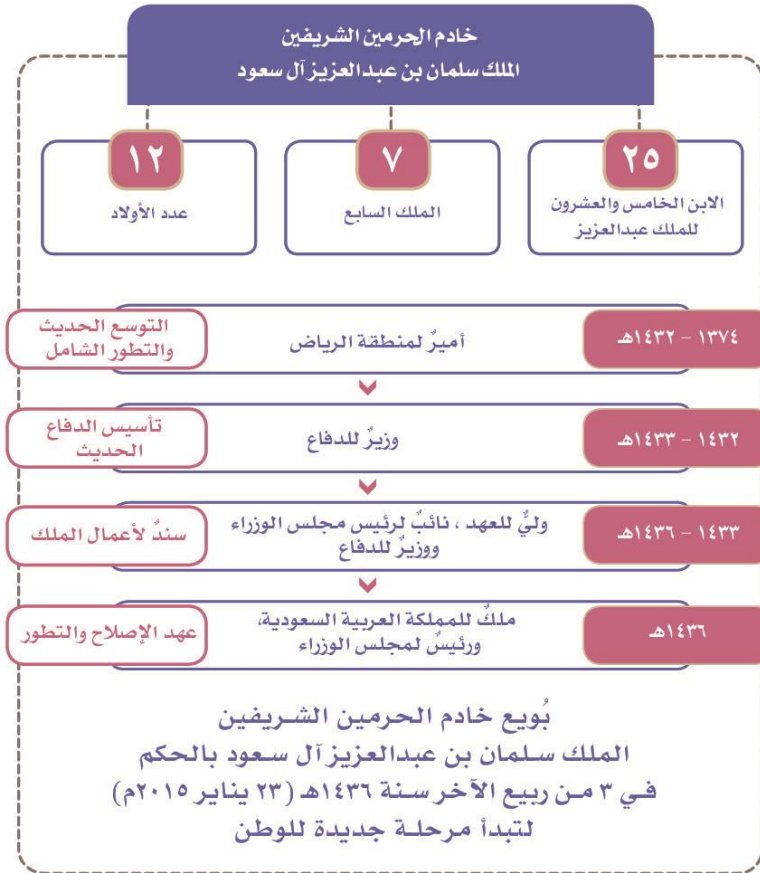 خادم الحرمين الشريفين
الملك سلمان بن عبدالعزيز آل سعود
٢٥
الابن الخامس والعشرون
للملك عبدالعزيز
٧
الملك السابع
١٢
عدد الأولاد
١٣٧٤ – ١٤٣٢هـ
أميرٌ لمنطقة الرياض
التوسع الحديث
والتطور الشامل
١٤٣٢ – ١٤٣٣هـ
وزيرٌ للدفاع
تأسيس الدفاع
الحديث
١٤٣٣ – ١٤٣٦هـ
وليٌّ للعهد ، نائبٌ لرئيس مجلس الوزراء
ووزيرٌ للدفاع
سندٌ لأعمال الملك
١٤٣٦هـ
ملكٌ للمملكة العربية السعودية،
ورئيسٌ لمجلس الوزراء
عهد الإصلاح والتطور
بُويع خادم الحرمين الشريفين
الملك سلمان بن عبدالعزيز آل سعود بالحكم
في ٣ من ربيع الآخر سنة ١٤٣٦هـ (٢٣ يناير ٢٠١٥م)
لتبدأ مرحلة جديدة للوطن